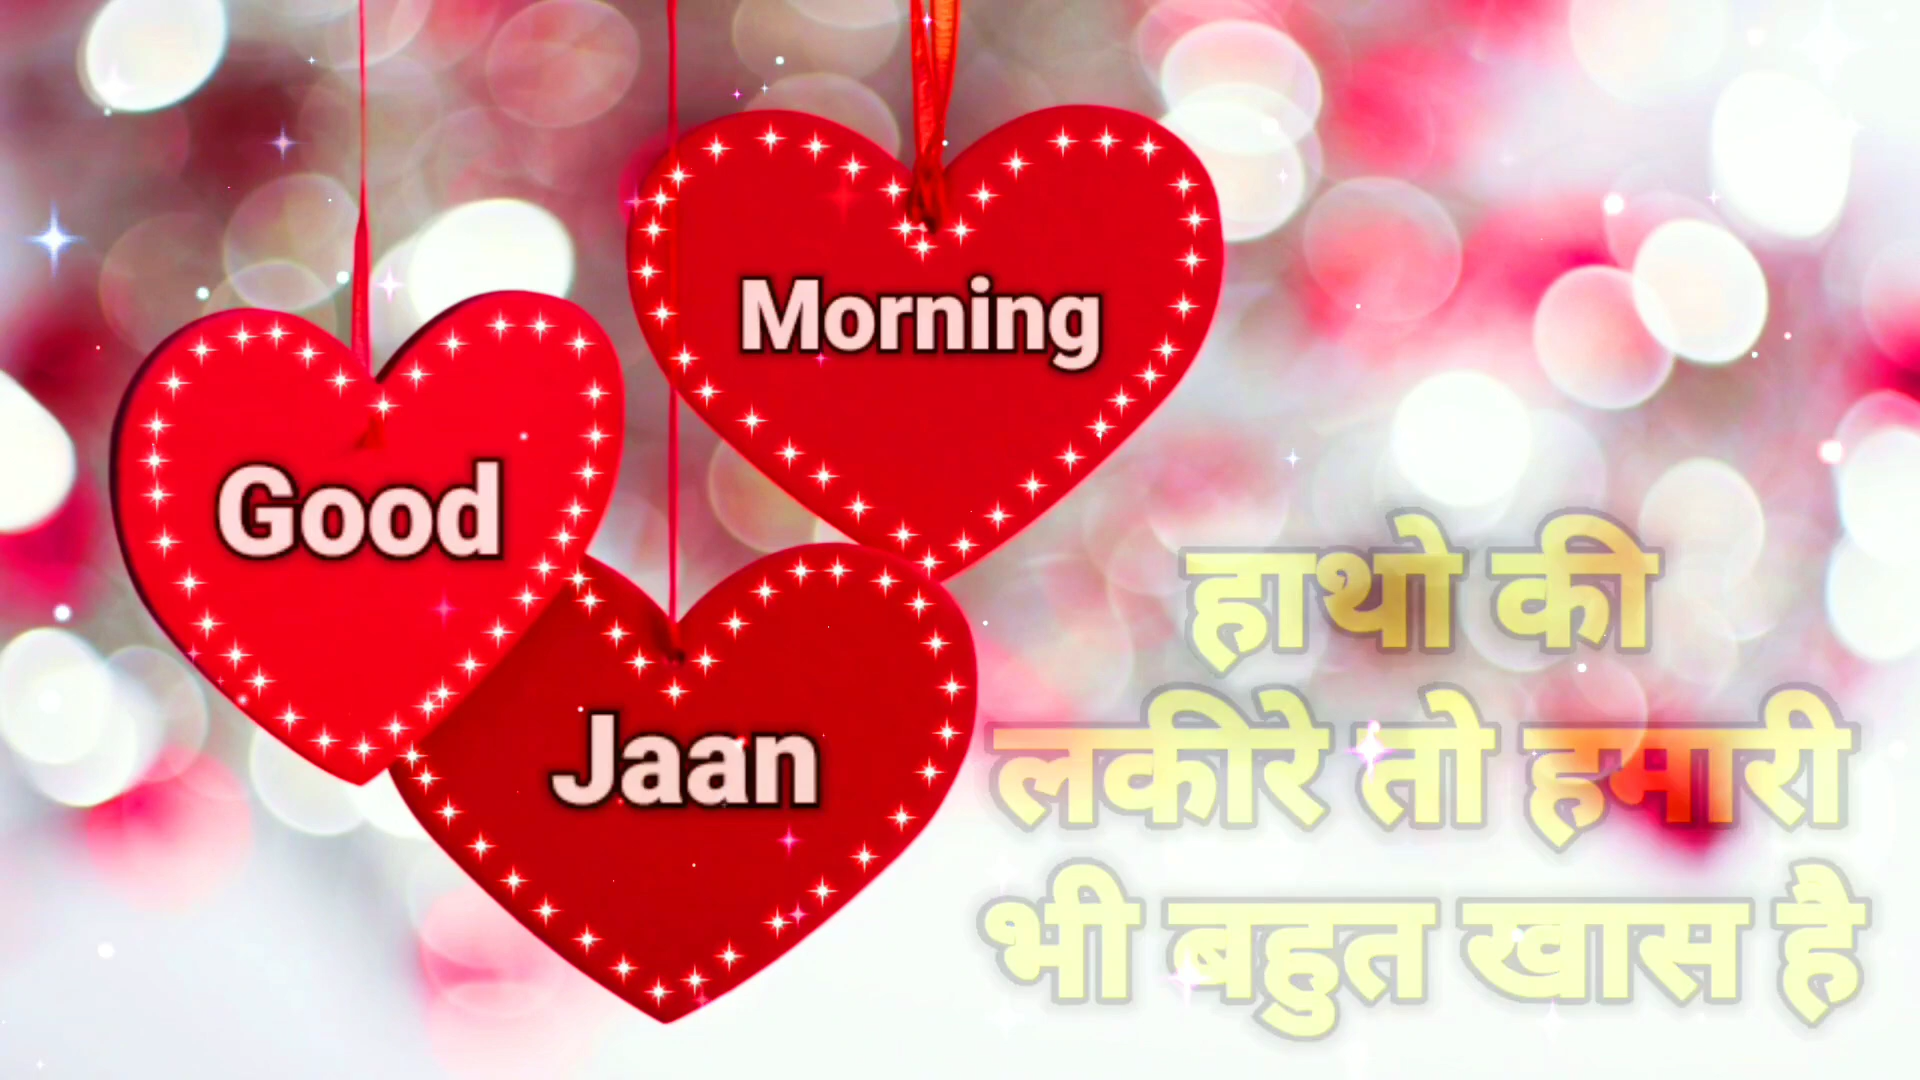 Good
Morning
Jaan
हाथो की
लकीरे तो हमारी
भी बहुत खास है